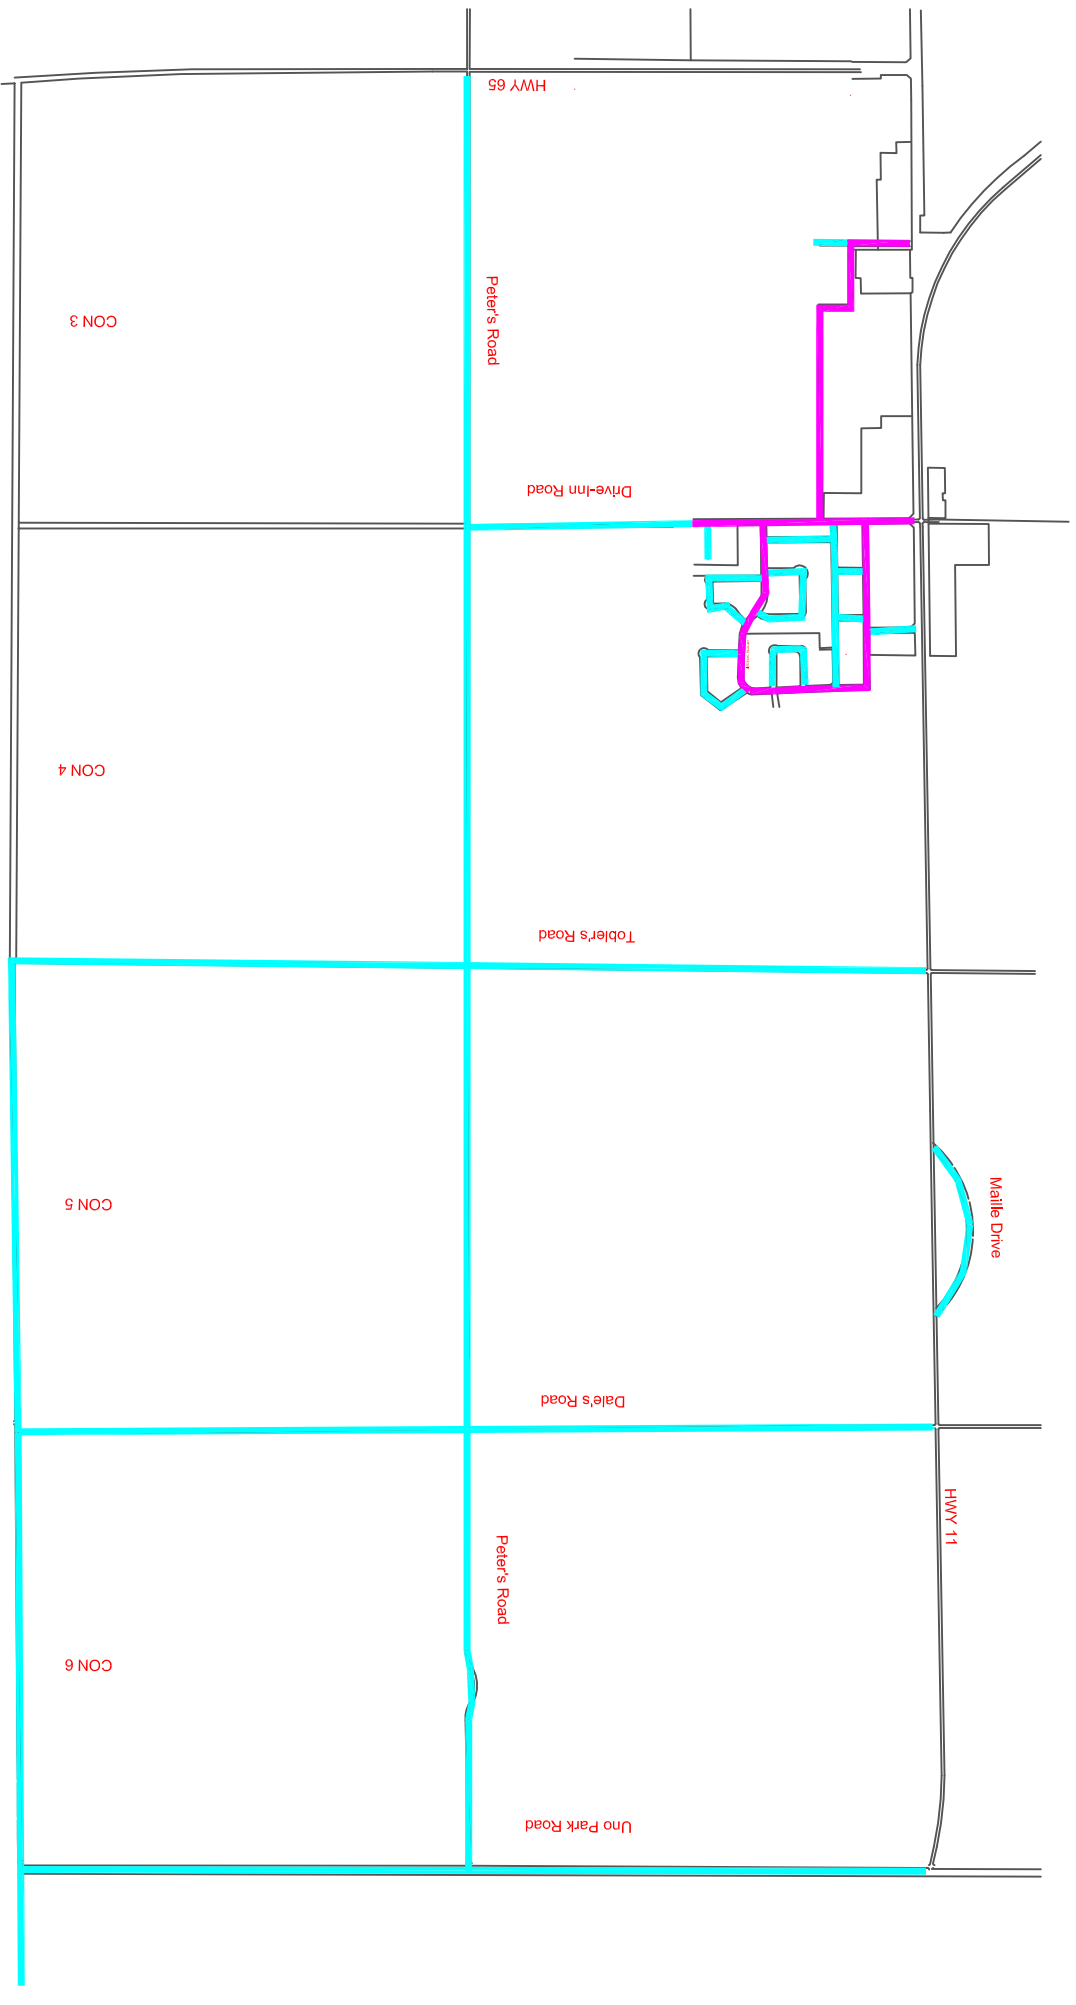 HWY 65
Peter's Road
CON 3
Drive-Inn Road
CON 4
Tobler's Road
CON 5
Maille Drive
Dale's Road
HWY 11
Peter's Road
CON 6
Uno Park Road